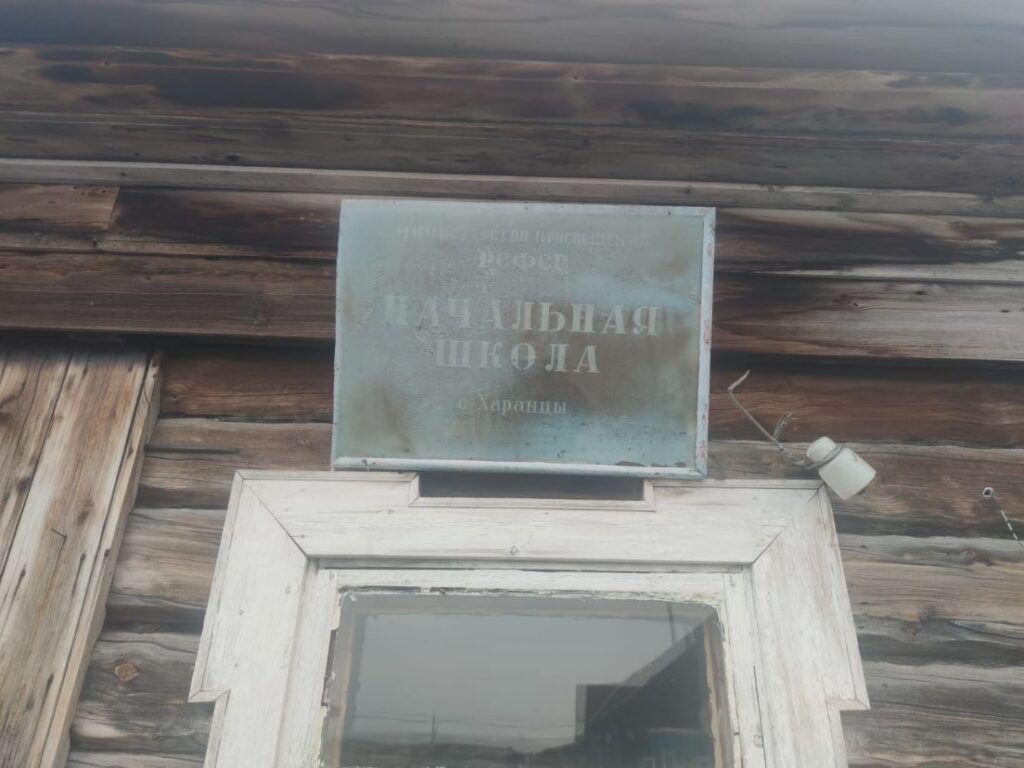 МИНИСТЕРСТВО ПРОСВЕЩЕНИЯ
РСФСР
НАЧАЛЬНАЯ
ШКОЛА
с Харанцы